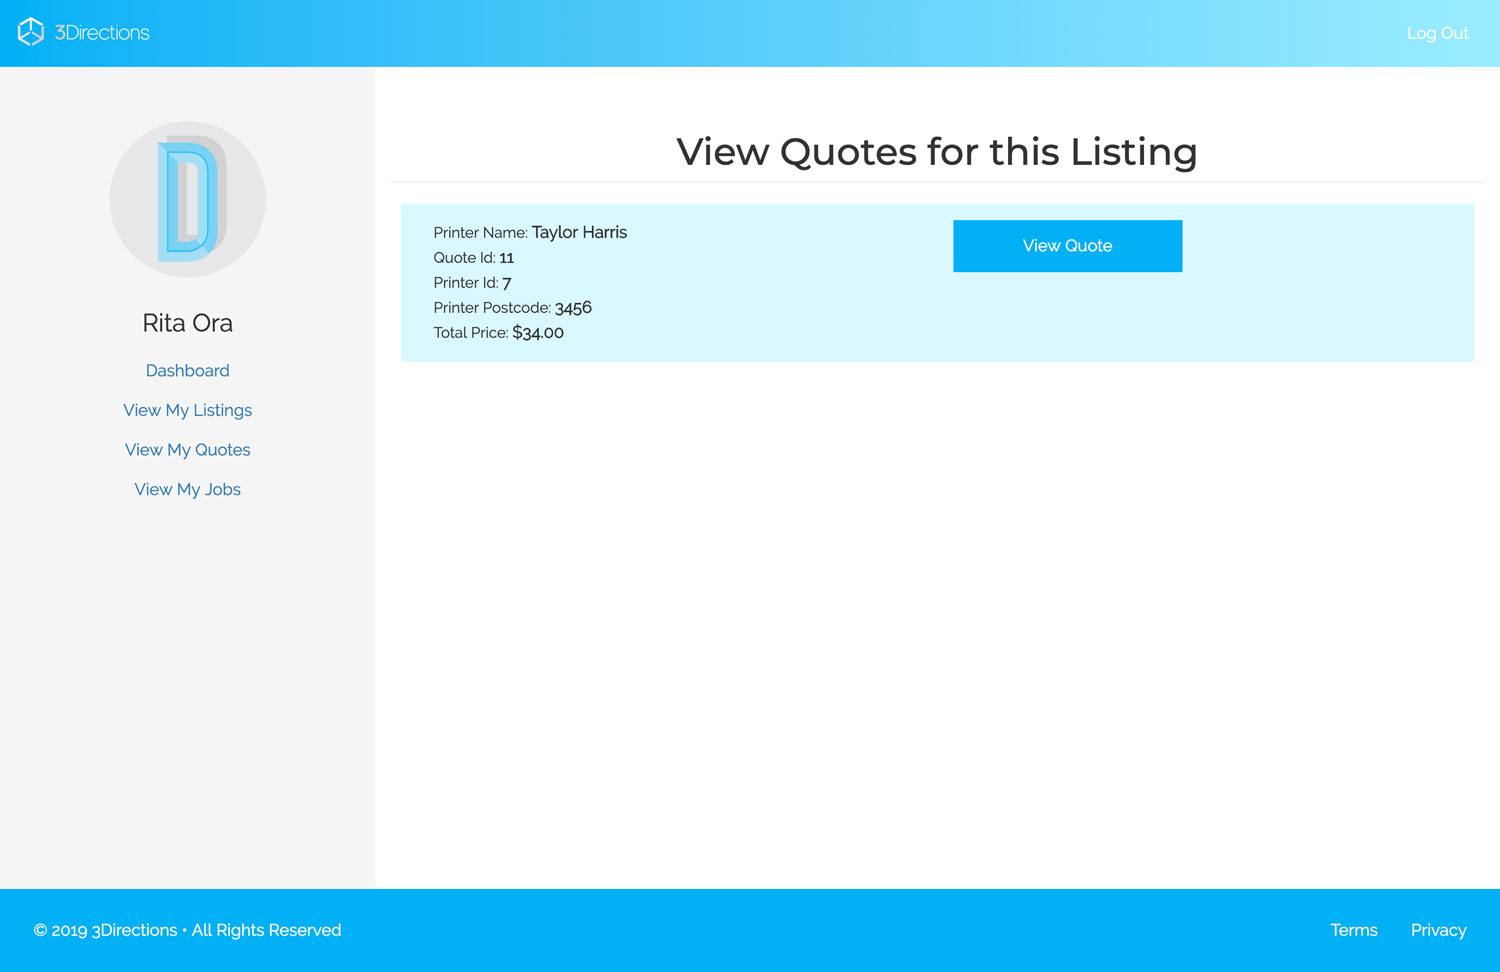 3Directions
Log Out
D
Rita Ora
Dashboard
View My Listings
View My Quotes
View My Jobs
View Quotes for this Listing
Printer Name: Taylor Harris
Quote Id: 11
Printer Id: 7
Printer Postcode: 3456
Total Price: $34.00
View Quote
© 2019 3Directions • All Rights Reserved
Terms
Privacy